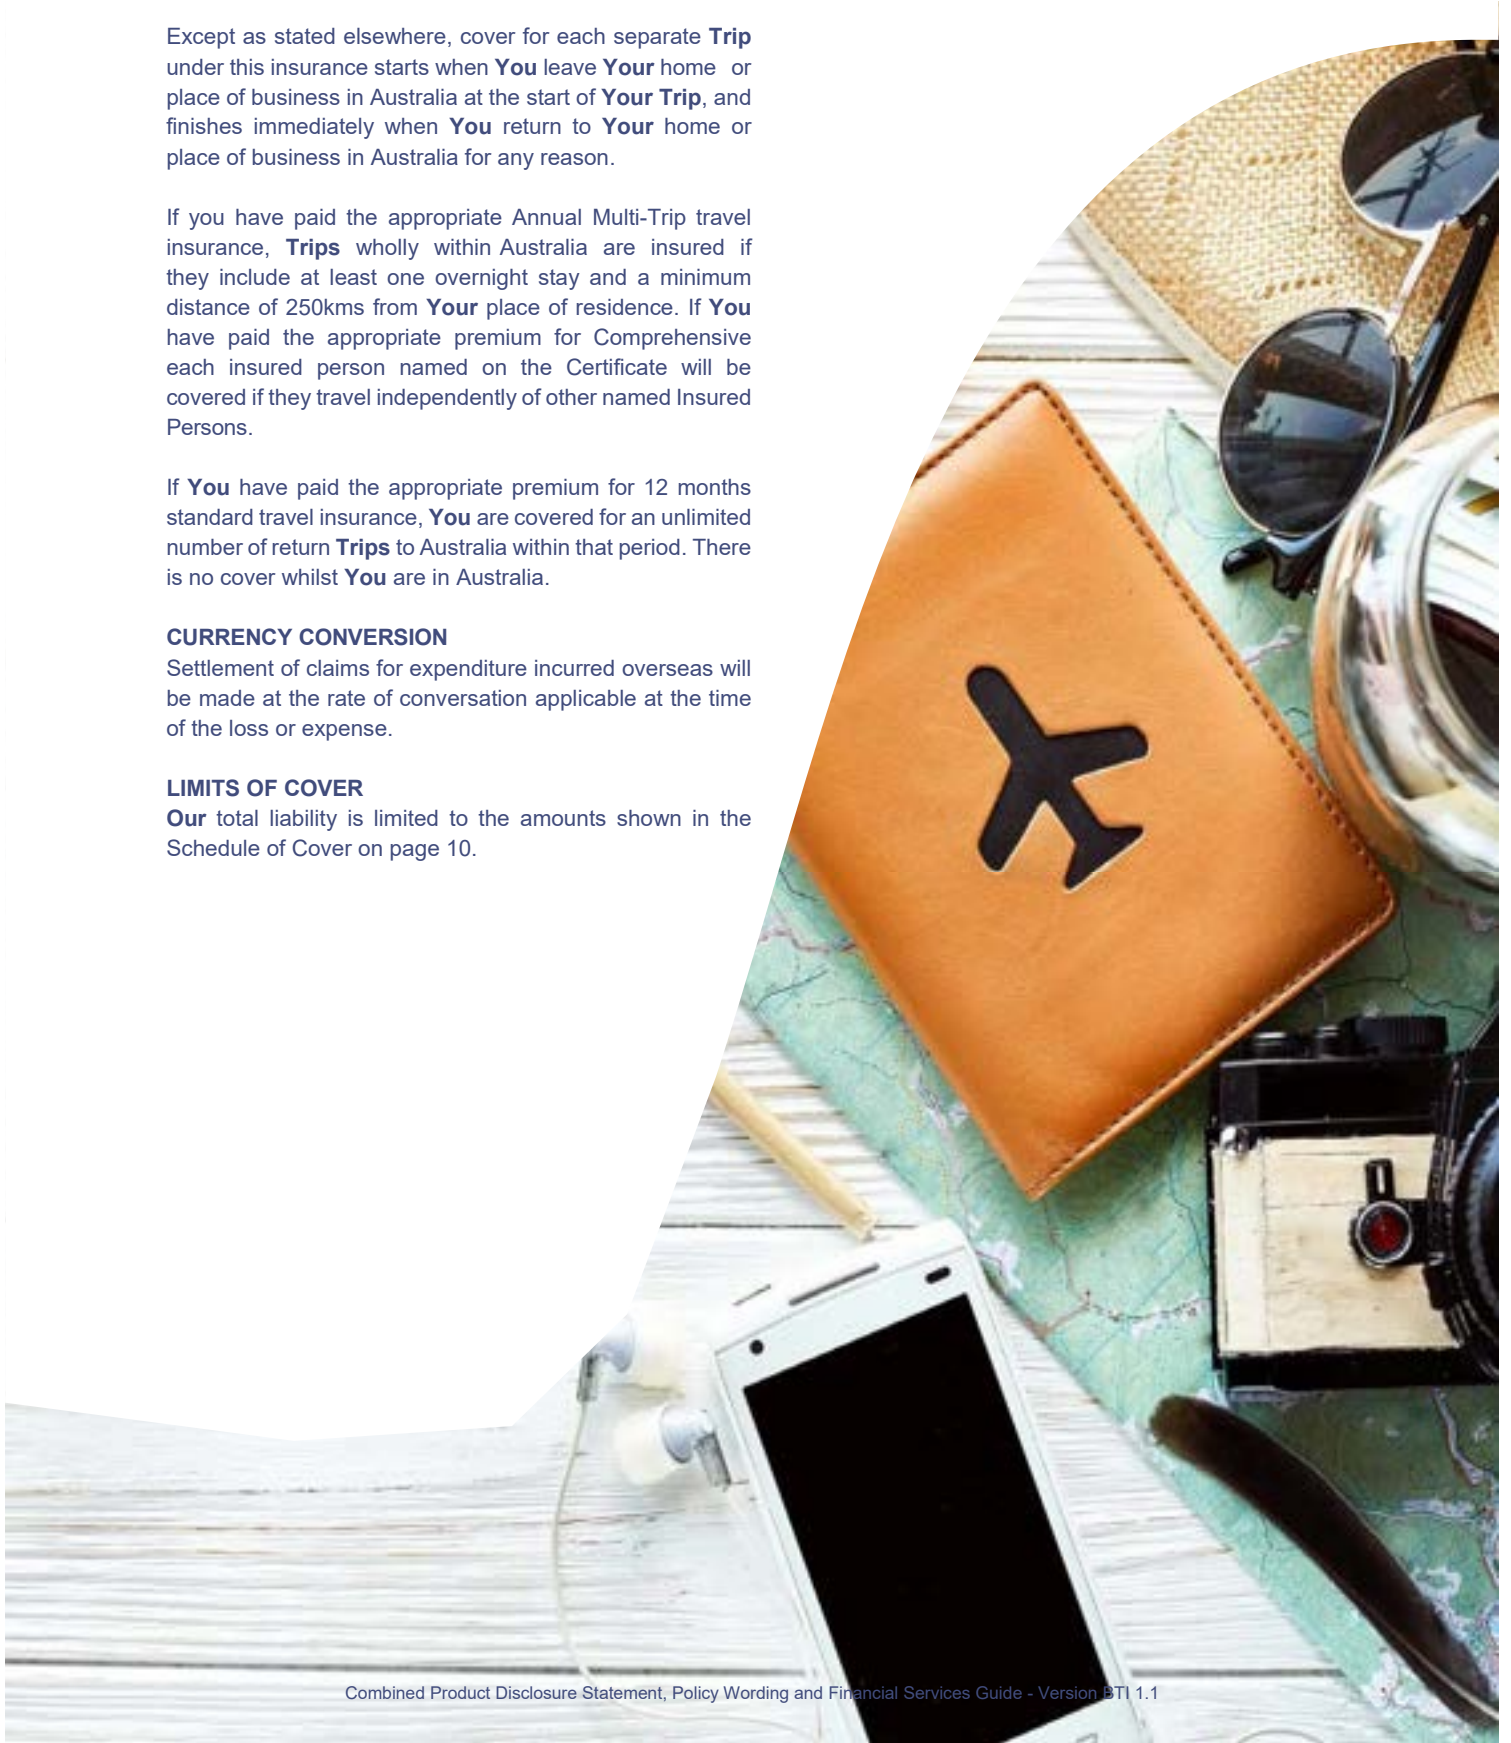 Except as stated elsewhere, cover for each separate Trip
under this insurance starts when You leave Your home or
place of business in Australia at the start of Your Trip, and
finishes immediately when You return to Your home or
place of business in Australia for any reason.
If you have paid the appropriate Annual Multi-Trip travel
insurance, Trips wholly within Australia are insured if
they include at least one overnight stay and a minimum
distance of 250kms from Your place of residence. If You
have paid the appropriate premium for Comprehensive
each insured person named on the Certificate will be
covered if they travel independently of other named Insured
Persons.
If You have paid the appropriate premium for 12 months
standard travel insurance, You are covered for an unlimited
number of return Trips to Australia within that period. There
is no cover whilst You are in Australia.
CURRENCY CONVERSION
Settlement of claims for expenditure incurred overseas will
be made at the rate of conversation applicable at the time
of the loss or expense.
LIMITS OF COVER
Our total liability is limited to the amounts shown in the
Schedule of Cover on page 10.
Combined Product Disclosure Statement, Policy Wording and Financial Services Guide - Version BTI 1.1